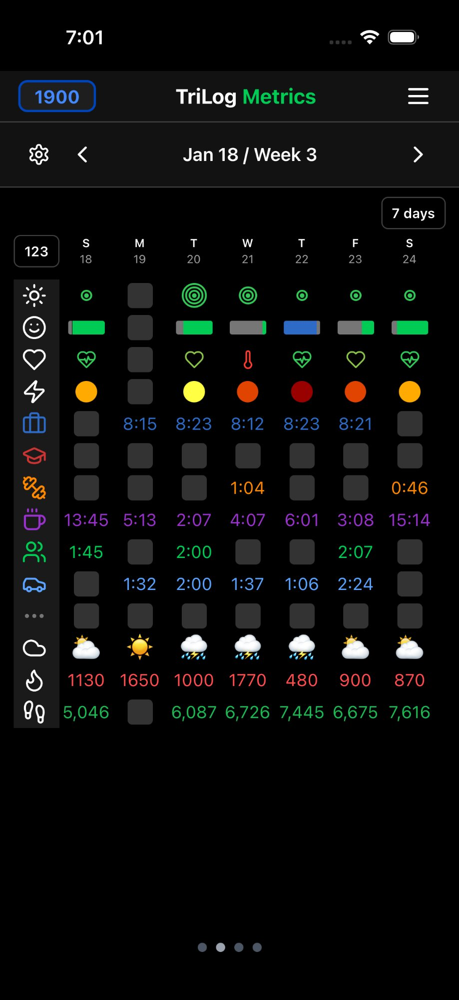 7:01
1900 TriLog Metrics
Jan 18 / Week 3
7 days
123 S M T W T F S
18 19 20 21 22 23 24
8:15 8:23 8:12 8:23 8:21
1:04 0:46
13:45 5:13 2:07 4:07 6:01 3:08 15:14
1:45 2:00 2:07
1:32 2:00 1:37 1:06 2:24
1130 1650 1000 1770 480 900 870
5,046 6,087 6,726 7,445 6,675 7,616